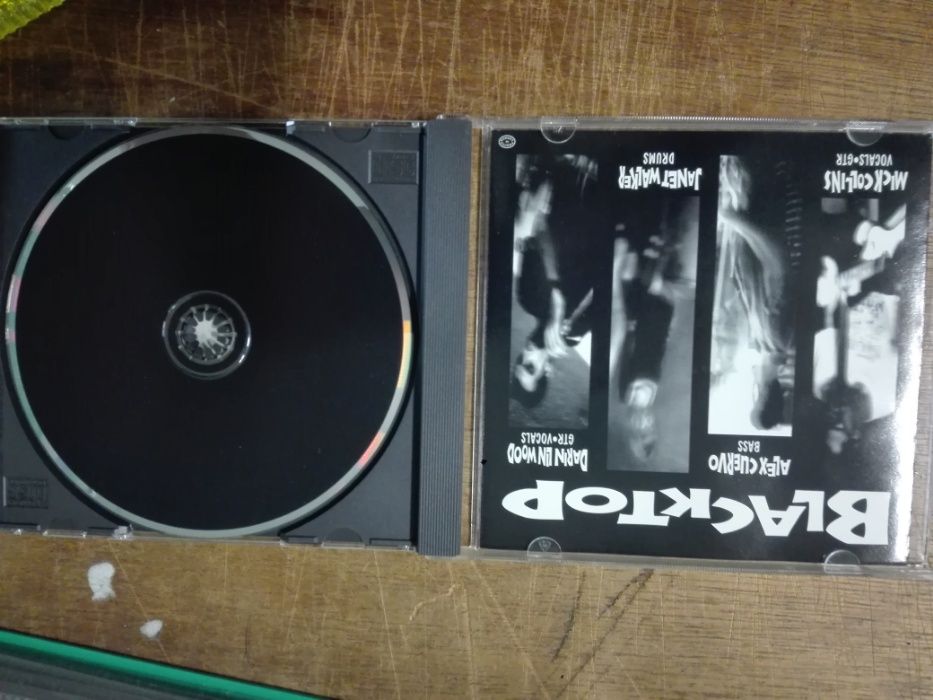 BLACKTOP
ALEX CUERVO
BASS
DARIN LIN WOOD
GTR•VOCALS
MICK COLLINS
VOCALS•GTR
JANET WALKER
DRUMS